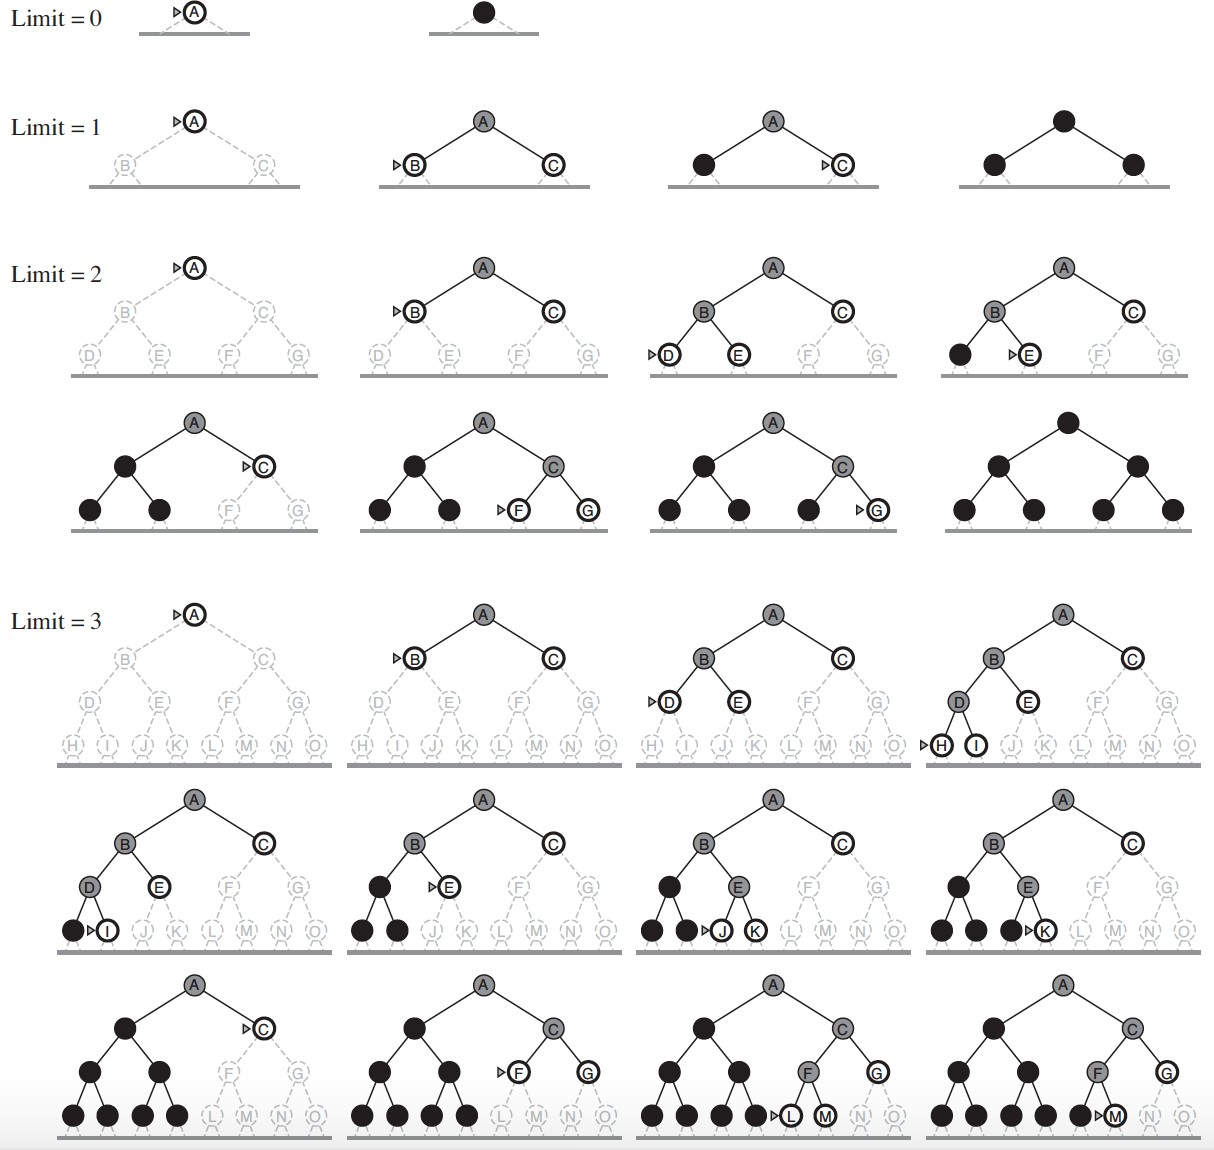 Limit = 0
A
Limit = 1
A
B C
A
B C
A
C
Limit = 2
A
B C
D E F G
A
B C
D E F G
A
B C
D E F G
A
B C
E F G
A
C
F G
A
C
F G
A
C
G
Limit = 3
A
B C
D E F G
H I J K L M N O
A
B C
D E F G
H I J K L M N O
A
B C
D E F G
H I J K L M N O
A
B C
D E F G
H I J K L M N O
A
B C
D E F G
I J K L M N O
A
B C
E F G
J K L M N O
A
B C
E F G
J K L M N O
A
B C
E F G
K L M N O
A
C
F G
L M N O
A
C
F G
L M N O
A
C
F G
L M N O
A
C
F G
M N O